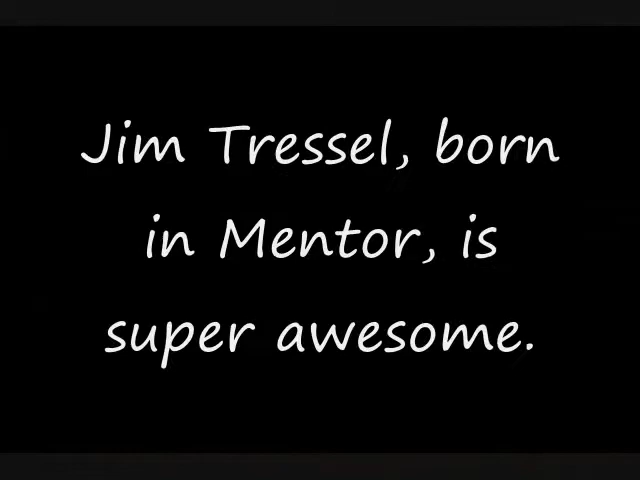 Jim Tressel, born
in Mentor, is
super awesome.